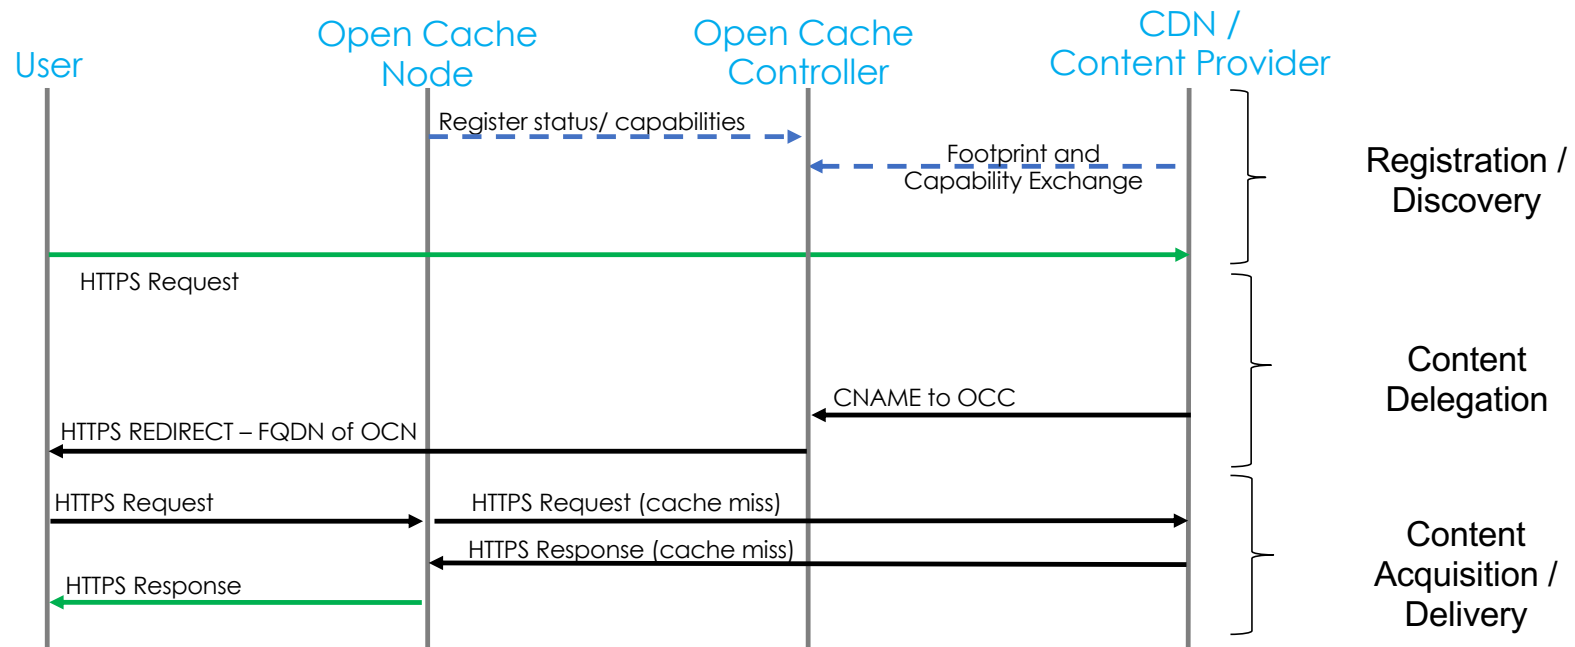 User
Open Cache
Node
Open Cache
Controller
CDN /
Content Provider
Register status/ capabilities
Footprint and
Capability Exchange
Registration /
Discovery
HTTPS Request
CNAME to OCC
HTTPS REDIRECT – FQDN of OCN
Content
Delegation
HTTPS Request
HTTPS Request (cache miss)
HTTPS Response (cache miss)
HTTPS Response
Content
Acquisition /
Delivery